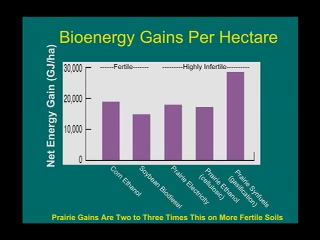 Bioenergy Gains Per Hectare
Net Energy Gain (GJ/ha)
30,000
20,000
10,000
0
-------Fertile-------- ----------Highly Infertile-----------
Corn Ethanol
Soybean Biodiesel
Prairie Electricity
Prairie Ethanol
(cellulosic)
Prairie Synfuels
(gasification)
Prairie Gains Are Two to Three Times This on More Fertile Soils